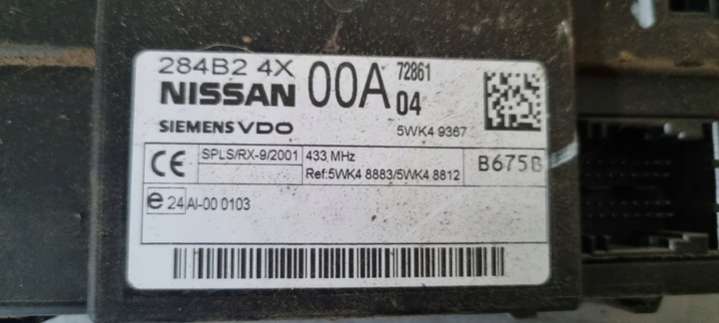 284B2 4X 00A 72861
NISSAN 04
SIEMENS VDO 5WK4 9367
CE SPLS/RX-9/2001 433 MHz B675B
Ref:5WK4 8883/5WK4 8812
e 24 AI-00 0103